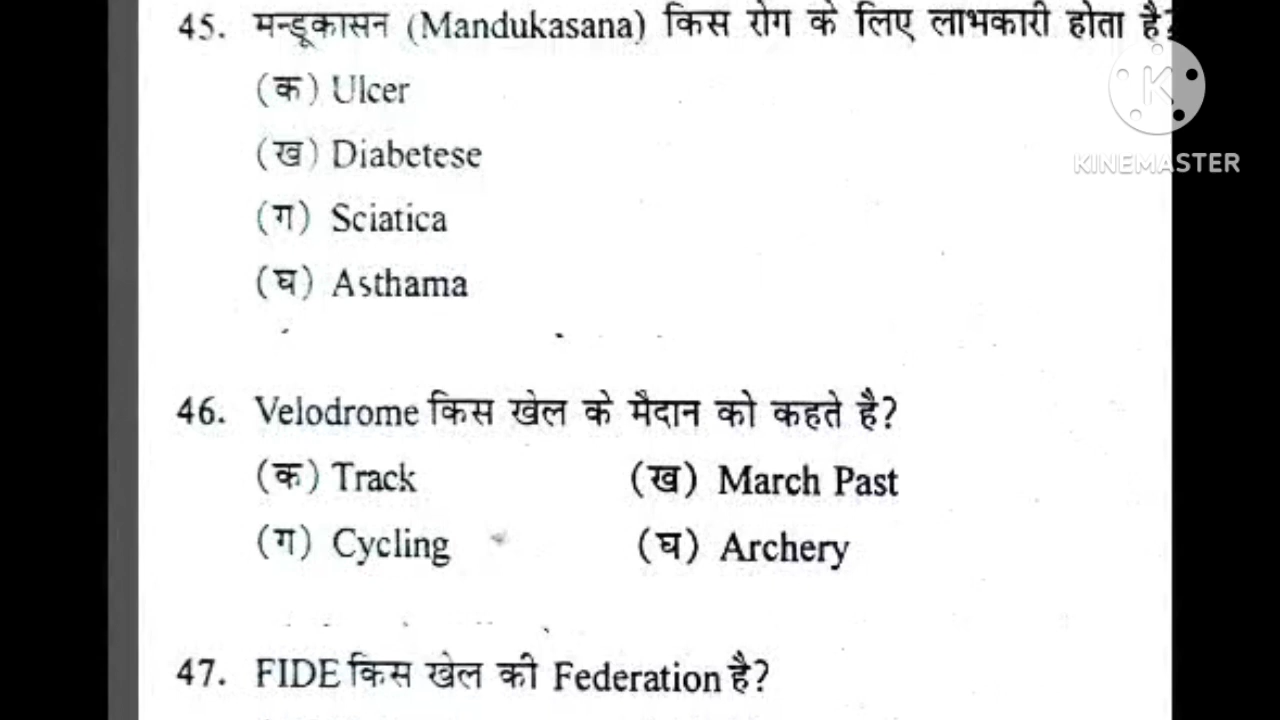 45. मन्डूकासन (Mandukasana) किस रोग के लिए लाभकारी होता है?
(क) Ulcer
(ख) Diabetese
(ग) Sciatica
(घ) Asthama
K
KINEMASTER
46. Velodrome किस खेल के मैदान को कहते है?
(क) Track (ख) March Past
(ग) Cycling (घ) Archery
47. FIDE किस खेल की Federation है?